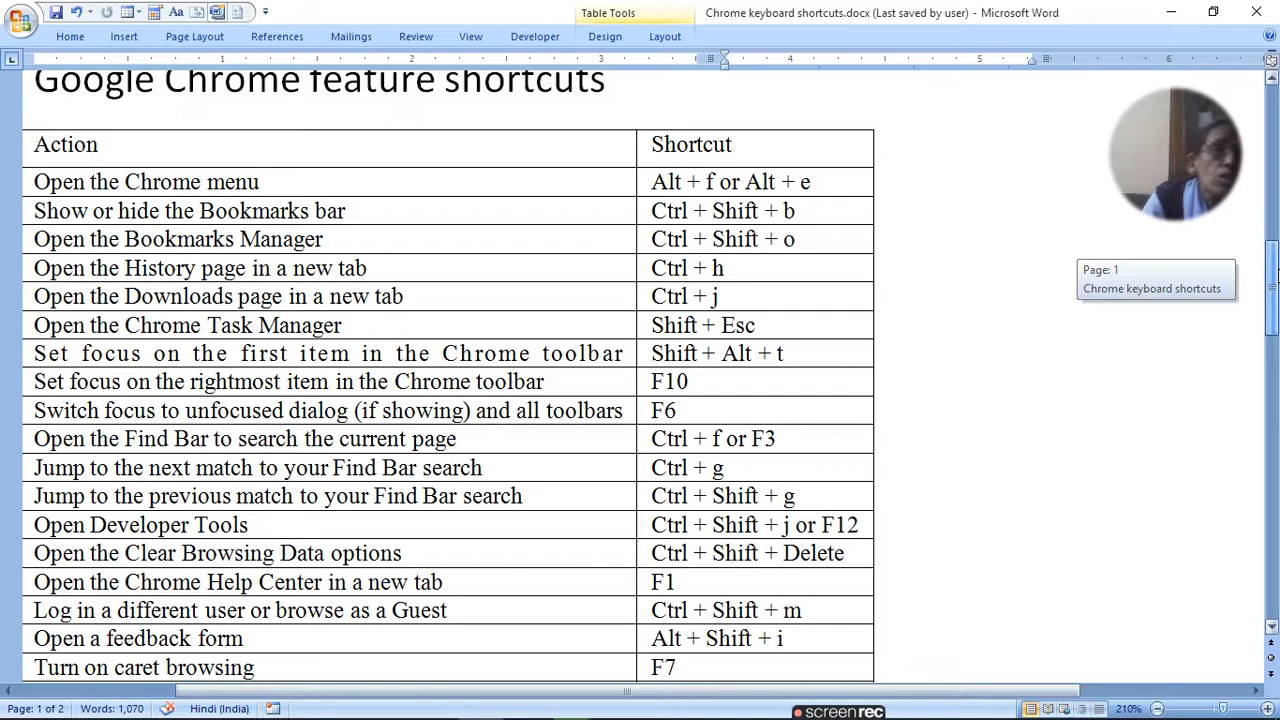 Table Tools
Chrome keyboard shortcuts.docx (Last saved by user) - Microsoft Word
Home Insert Page Layout References Mailings Review View Developer Design Layout
1 2 3 4 5 6
Google Chrome feature shortcuts
Action Shortcut
Open the Chrome menu Alt + f or Alt + e
Show or hide the Bookmarks bar Ctrl + Shift + b
Open the Bookmarks Manager Ctrl + Shift + o
Open the History page in a new tab Ctrl + h
Open the Downloads page in a new tab Ctrl + j
Open the Chrome Task Manager Shift + Esc
Set focus on the first item in the Chrome toolbar Shift + Alt + t
Set focus on the rightmost item in the Chrome toolbar F10
Switch focus to unfocused dialog (if showing) and all toolbars F6
Open the Find Bar to search the current page Ctrl + f or F3
Jump to the next match to your Find Bar search Ctrl + g
Jump to the previous match to your Find Bar search Ctrl + Shift + g
Open Developer Tools Ctrl + Shift + j or F12
Open the Clear Browsing Data options Ctrl + Shift + Delete
Open the Chrome Help Center in a new tab F1
Log in a different user or browse as a Guest Ctrl + Shift + m
Open a feedback form Alt + Shift + i
Turn on caret browsing F7
Page: 1
Chrome keyboard shortcuts
Page: 1 of 2 Words: 1,070 Hindi (India) 210%
screenrec